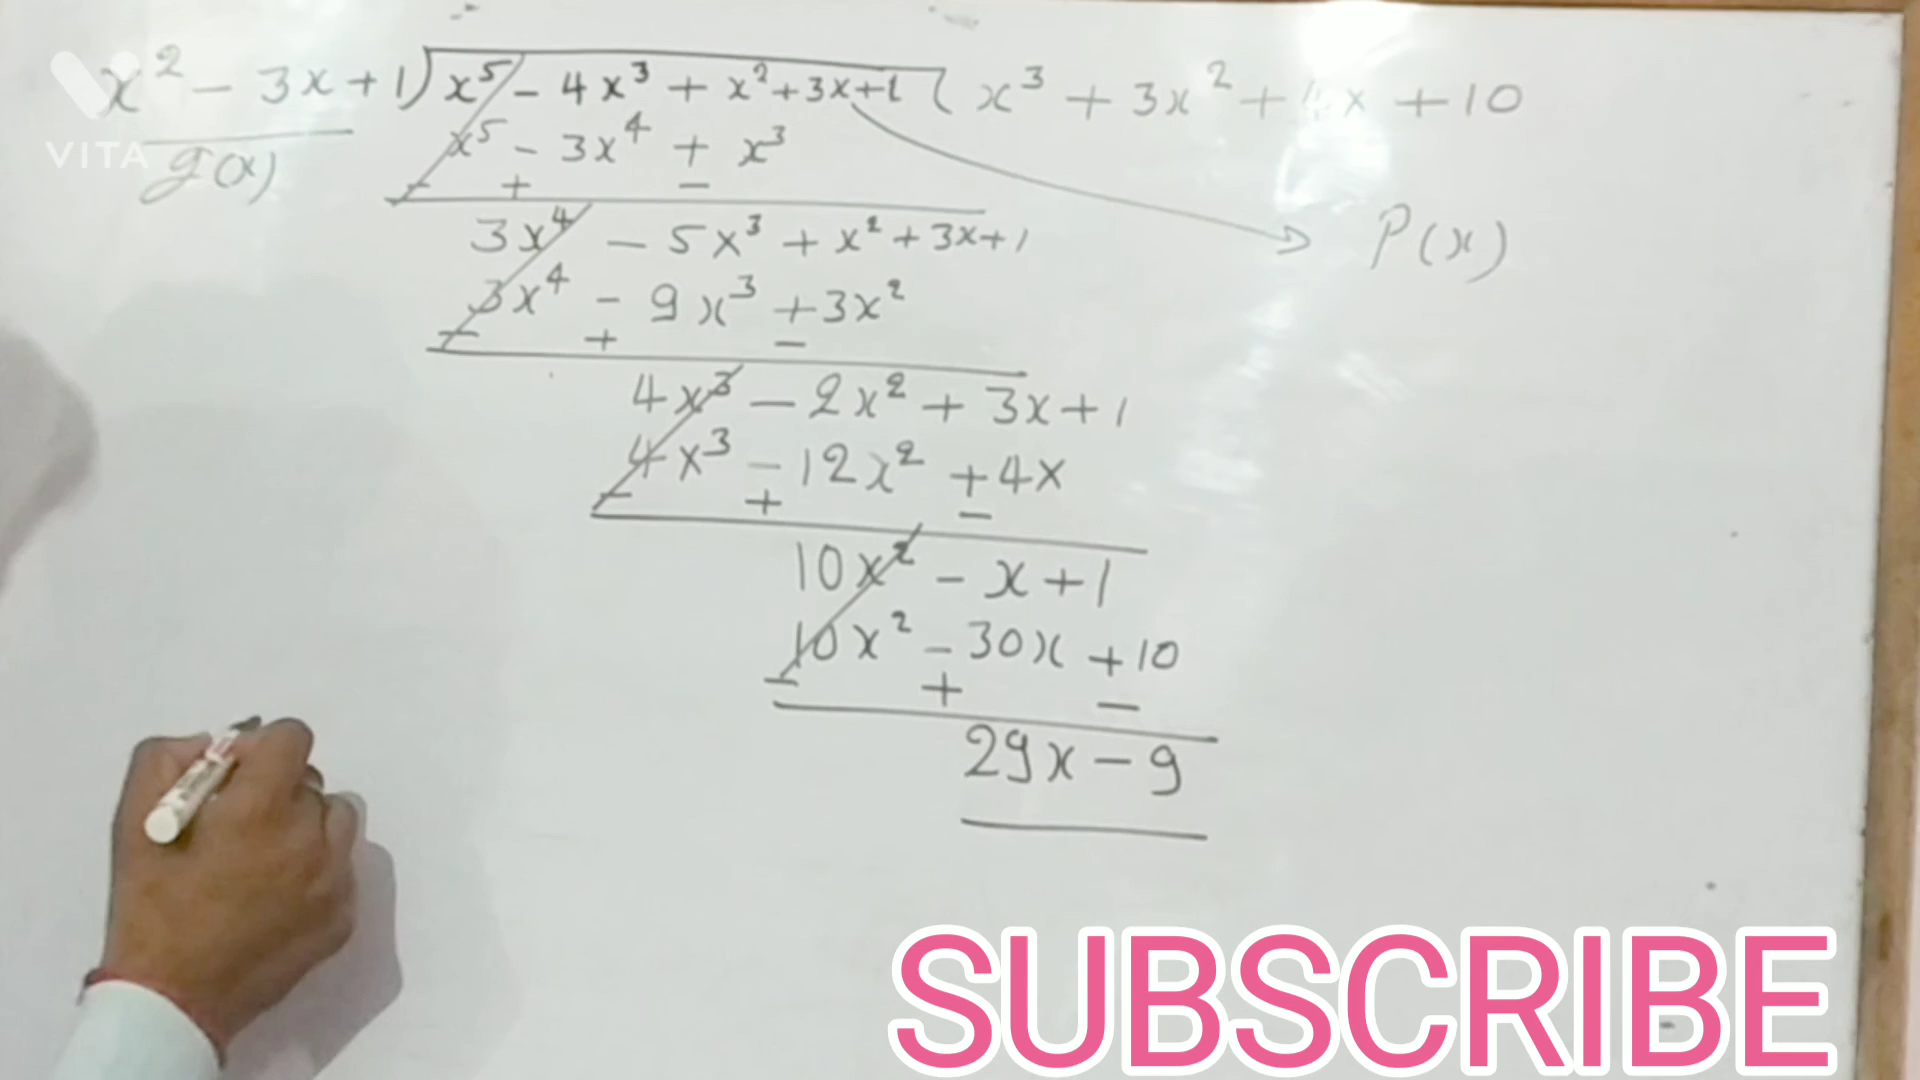 x² - 3x + 1) x⁵ - 4x³ + x² + 3x + 1 ( x³ + 3x² + 4x + 10
x⁵ - 3x⁴ + x³
VITA
g(x)
- + -
3x⁴ - 5x³ + x² + 3x + 1
P(x)
3x⁴ - 9x³ + 3x²
- + -
4x³ - 2x² + 3x + 1
4x³ - 12x² + 4x
- + -
10x² - x + 1
10x² - 30x + 10
- + -
29x - 9
SUBSCRIBE